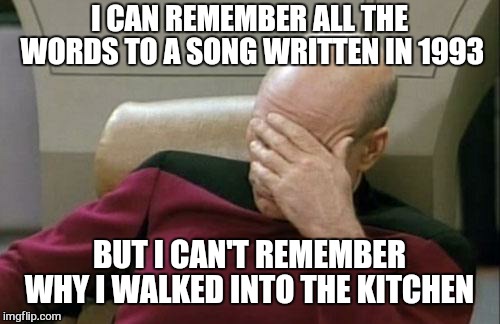 I CAN REMEMBER ALL THE
WORDS TO A SONG WRITTEN IN 1993
BUT I CAN'T REMEMBER
WHY I WALKED INTO THE KITCHEN
imgflip.com